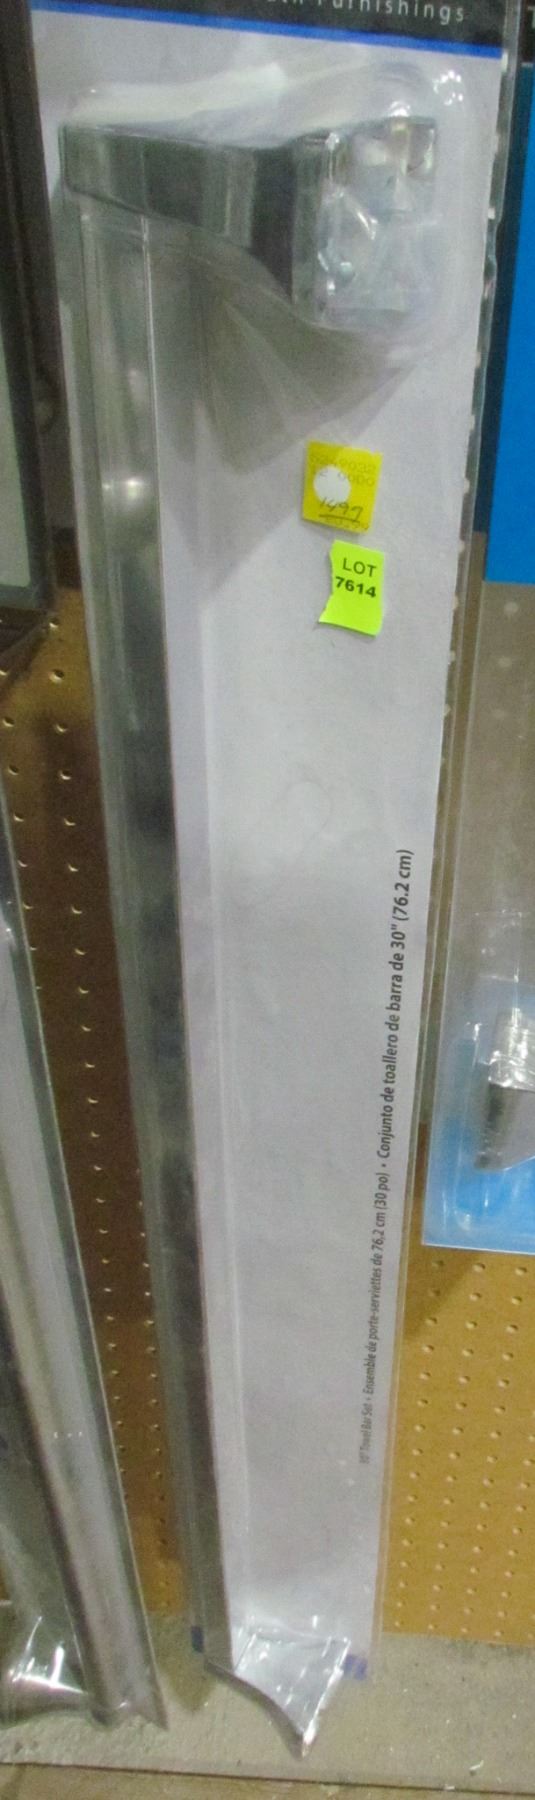 Furnishings
1497
LOT
7614
30" Towel Bar Set • Ensemble de porte-serviettes de 76,2 cm (30 po) • Conjunto de toallero de barra de 30" (76.2 cm)